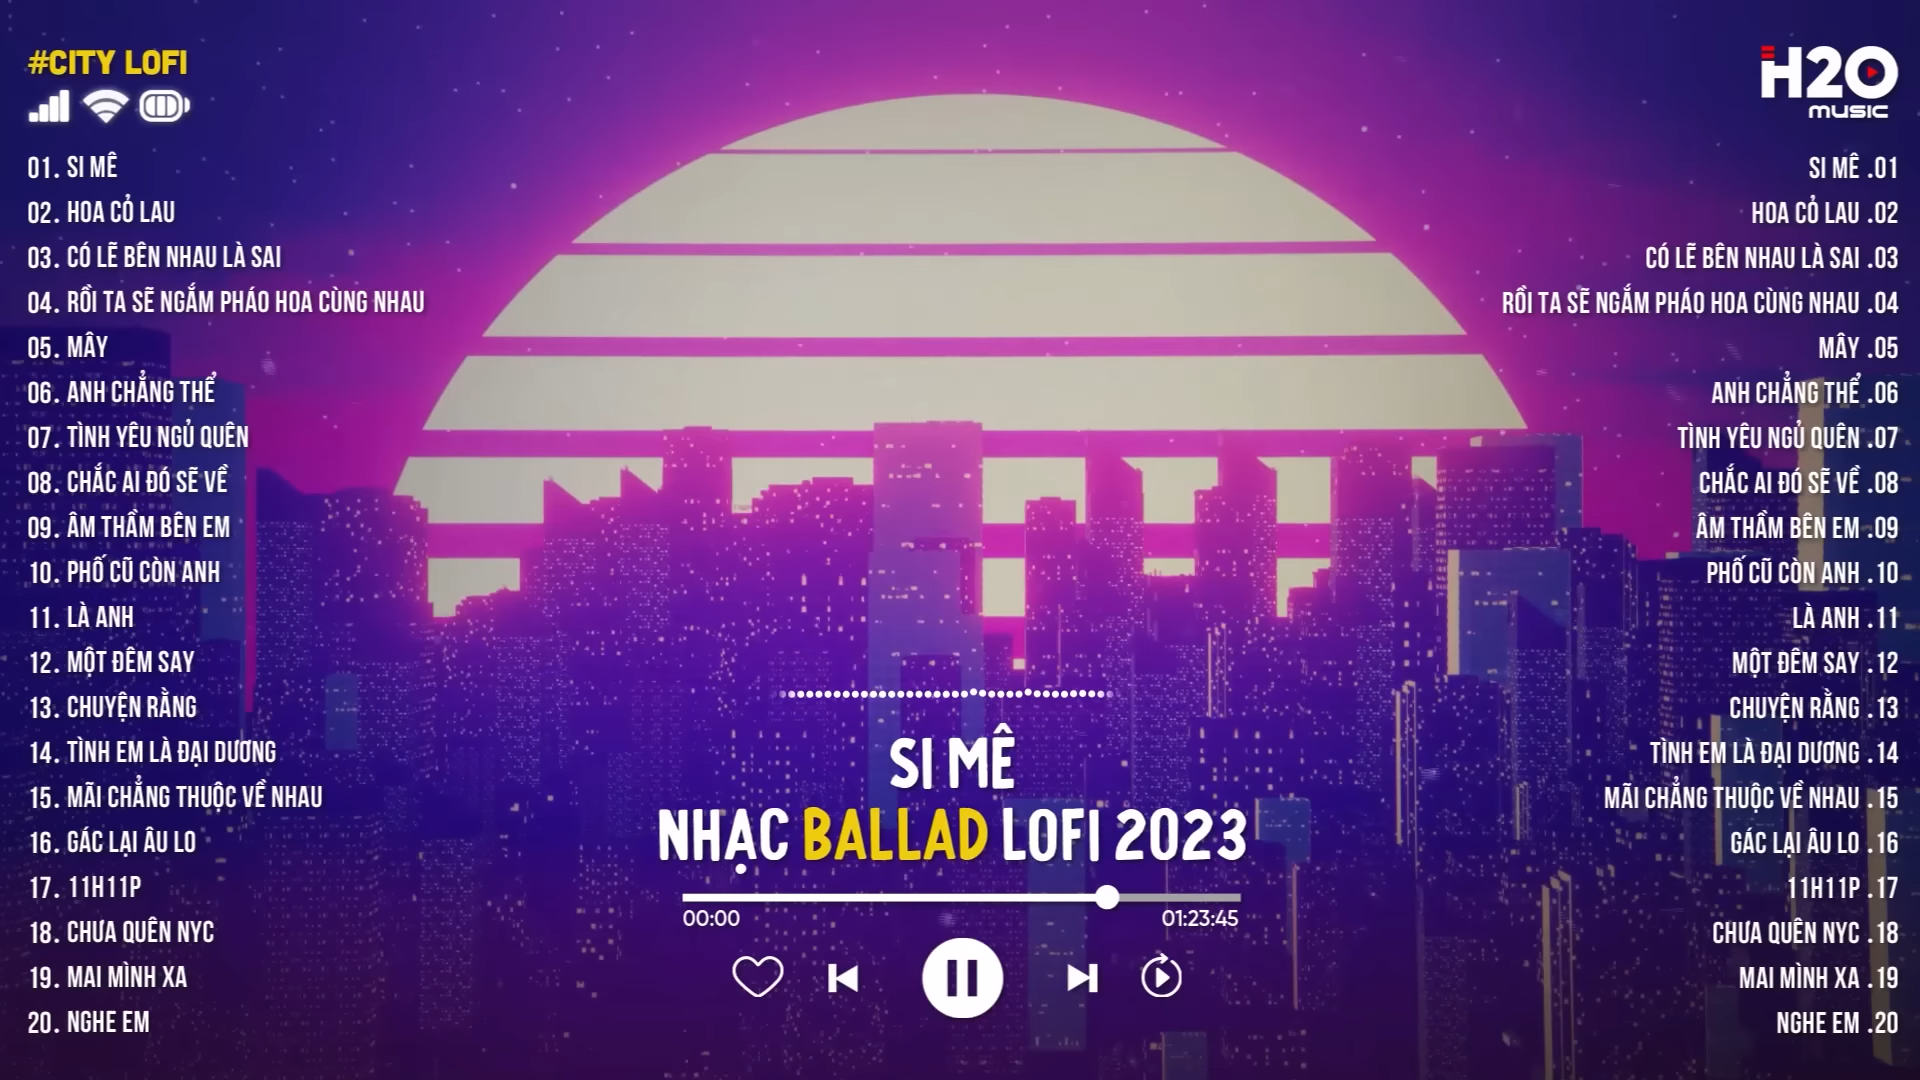 #CITY LOFI
H2O
MUSIC
01. SI MÊ
02. HOA CỎ LAU
03. CÓ LẼ BÊN NHAU LÀ SAI
04. RỒI TA SẼ NGẮM PHÁO HOA CÙNG NHAU
05. MÂY
06. ANH CHẲNG THỂ
07. TÌNH YÊU NGỦ QUÊN
08. CHẮC AI ĐÓ SẼ VỀ
09. ÂM THẦM BÊN EM
10. PHỐ CŨ CÒN ANH
11. LÀ ANH
12. MỘT ĐÊM SAY
13. CHUYỆN RẰNG
14. TÌNH EM LÀ ĐẠI DƯƠNG
15. MÃI CHẲNG THUỘC VỀ NHAU
16. GÁC LẠI ÂU LO
17. 11H11P
18. CHƯA QUÊN NYC
19. MAI MÌNH XA
20. NGHE EM
SI MÊ .01
HOA CỎ LAU .02
CÓ LẼ BÊN NHAU LÀ SAI .03
RỒI TA SẼ NGẮM PHÁO HOA CÙNG NHAU .04
MÂY .05
ANH CHẲNG THỂ .06
TÌNH YÊU NGỦ QUÊN .07
CHẮC AI ĐÓ SẼ VỀ .08
ÂM THẦM BÊN EM .09
PHỐ CŨ CÒN ANH .10
LÀ ANH .11
MỘT ĐÊM SAY .12
CHUYỆN RẰNG .13
TÌNH EM LÀ ĐẠI DƯƠNG .14
MÃI CHẲNG THUỘC VỀ NHAU .15
GÁC LẠI ÂU LO .16
11H11P .17
CHƯA QUÊN NYC .18
MAI MÌNH XA .19
NGHE EM .20
SI MÊ
NHẠC BALLAD LOFI 2023
00:00 01:23:45